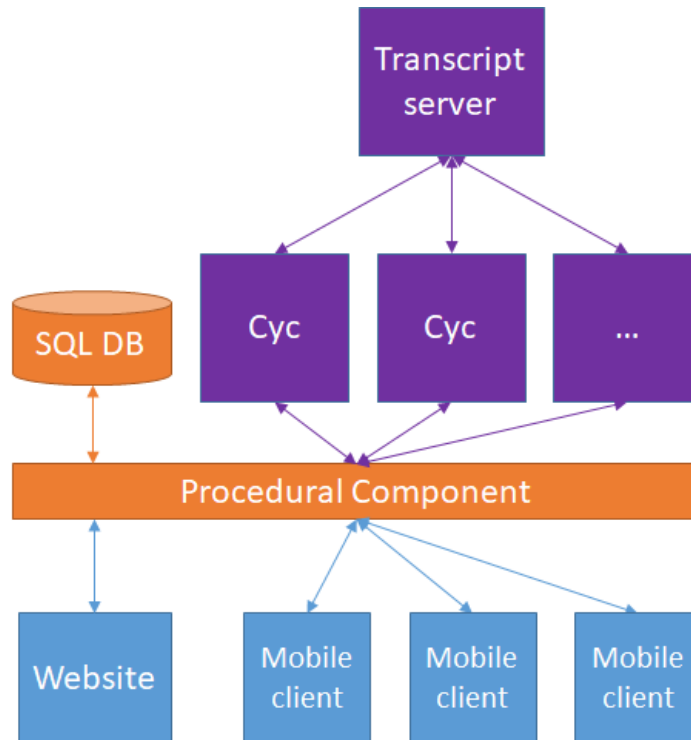 Transcript
server
Cyc
Cyc
...
SQL DB
Procedural Component
Website
Mobile
client
Mobile
client
Mobile
client